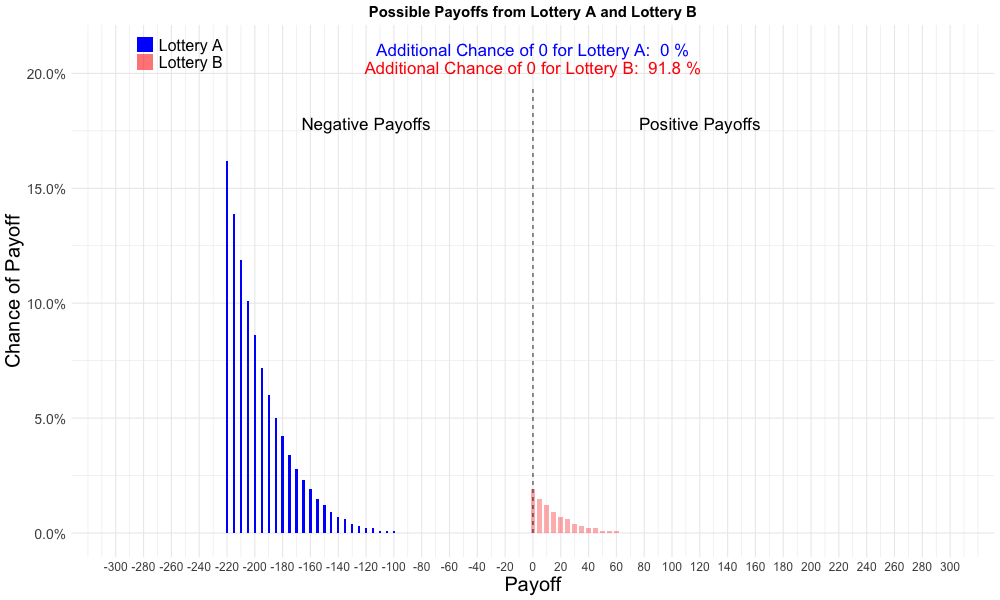 Possible Payoffs from Lottery A and Lottery B
Lottery A
Lottery B
Additional Chance of 0 for Lottery A:  0 %
Additional Chance of 0 for Lottery B:  91.8 %
Negative Payoffs
Positive Payoffs
Chance of Payoff
20.0%
15.0%
10.0%
5.0%
0.0%
-300 -280 -260 -240 -220 -200 -180 -160 -140 -120 -100 -80 -60 -40 -20 0 20 40 60 80 100 120 140 160 180 200 220 240 260 280 300
Payoff